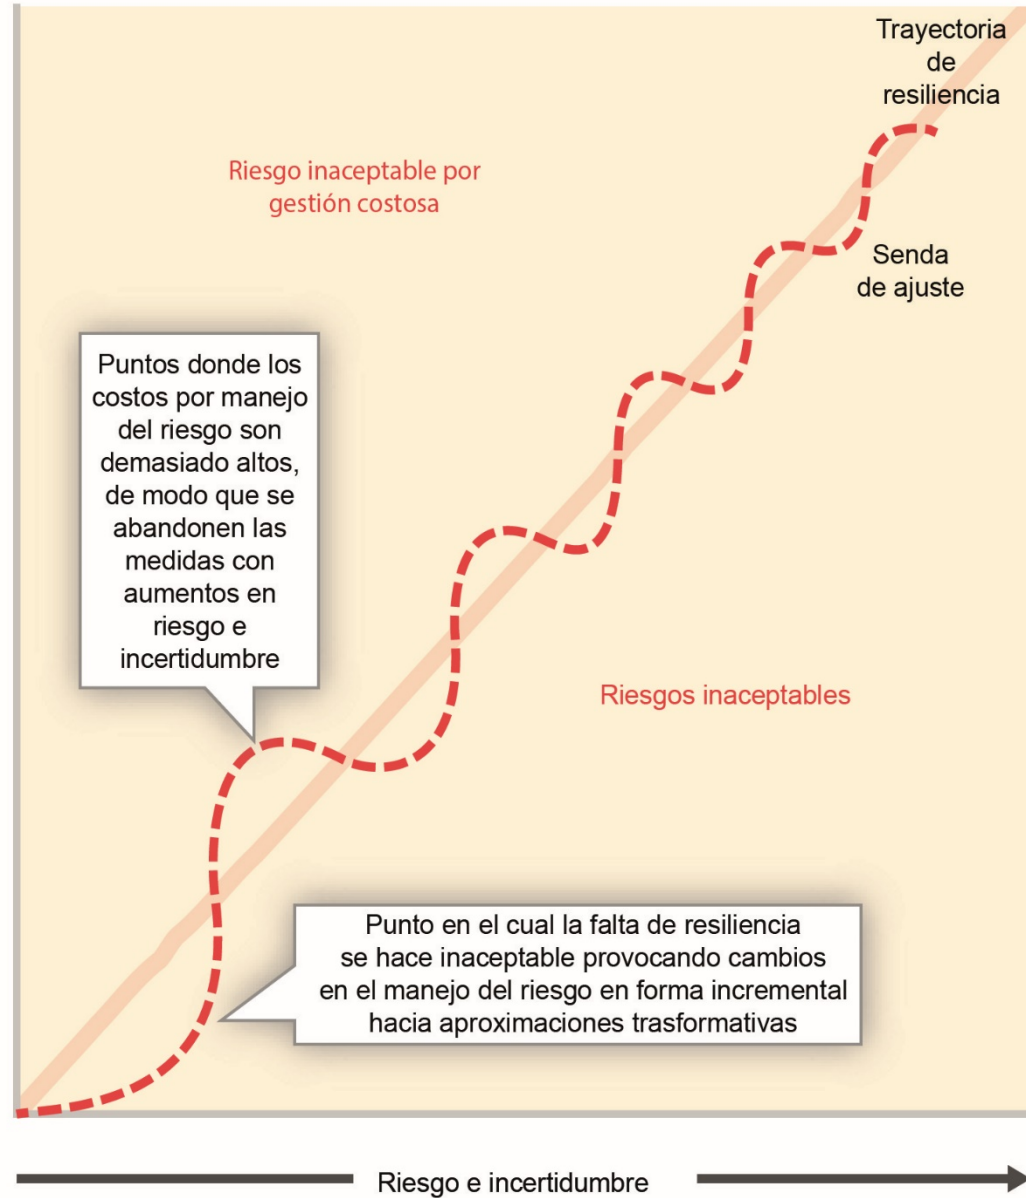 Trayectoria
de
resiliencia
Riesgo inaceptable por
gestión costosa
Senda
de ajuste
Puntos donde los
costos por manejo
del riesgo son
demasiado altos,
de modo que se
abandonen las
medidas con
aumentos en
riesgo e
incertidumbre
Riesgos inaceptables
Punto en el cual la falta de resiliencia
se hace inaceptable provocando cambios
en el manejo del riesgo en forma incremental
hacia aproximaciones trasformativas
Riesgo e incertidumbre